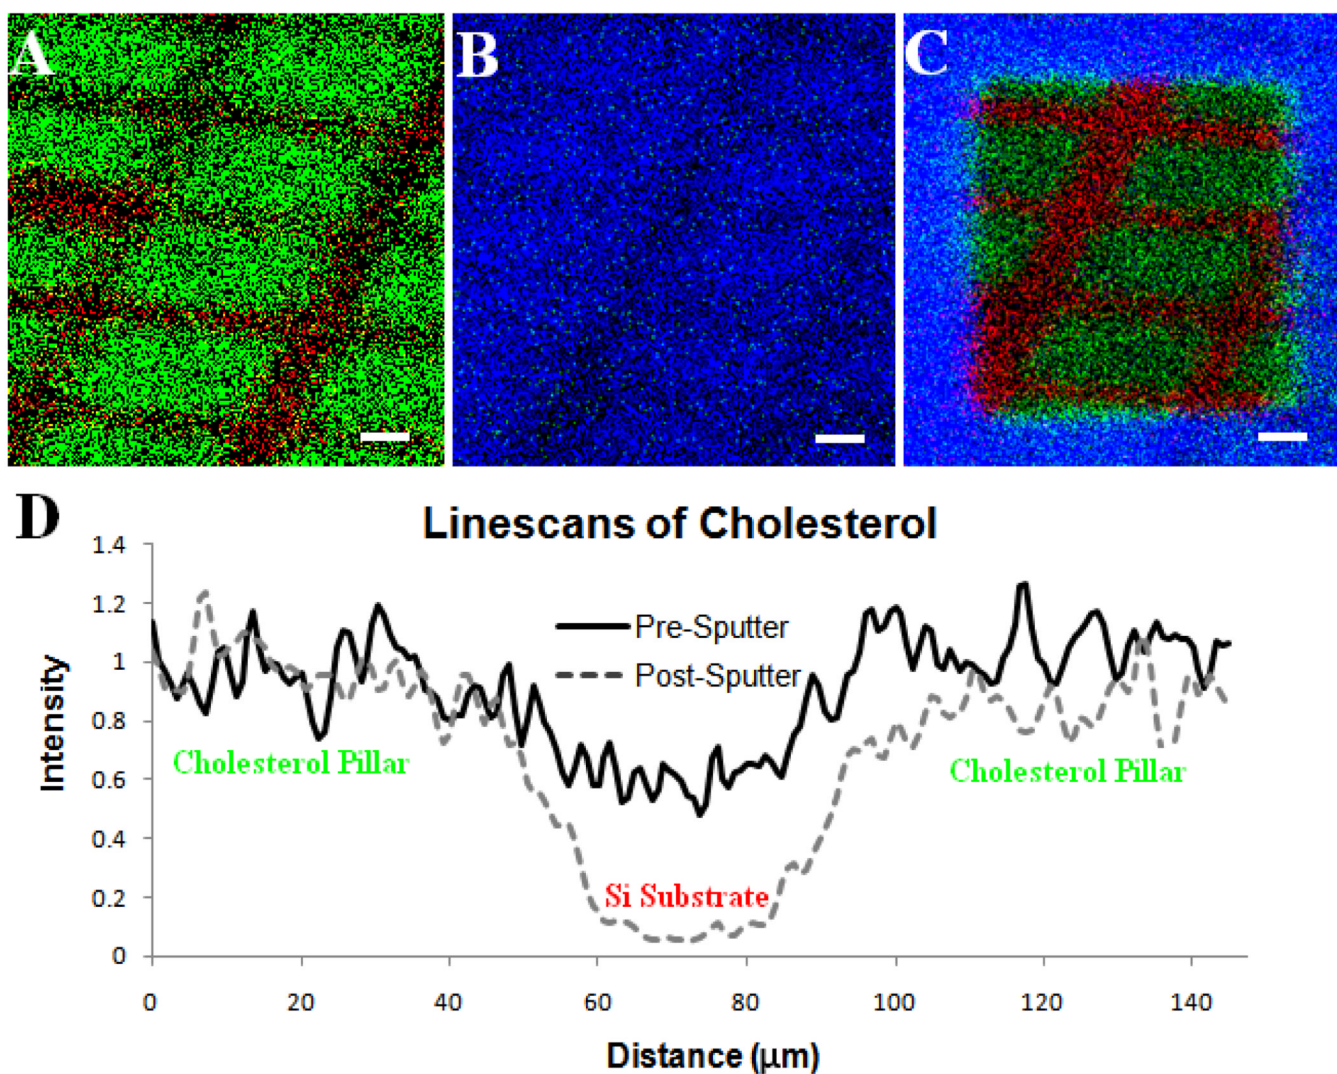 A
B
C
D
Linescans of Cholesterol
1.4
1.2
1
0.8
0.6
0.4
0.2
0
Intensity
Pre-Sputter
Post-Sputter
Cholesterol Pillar
Cholesterol Pillar
Si Substrate
0 20 40 60 80 100 120 140
Distance (μm)